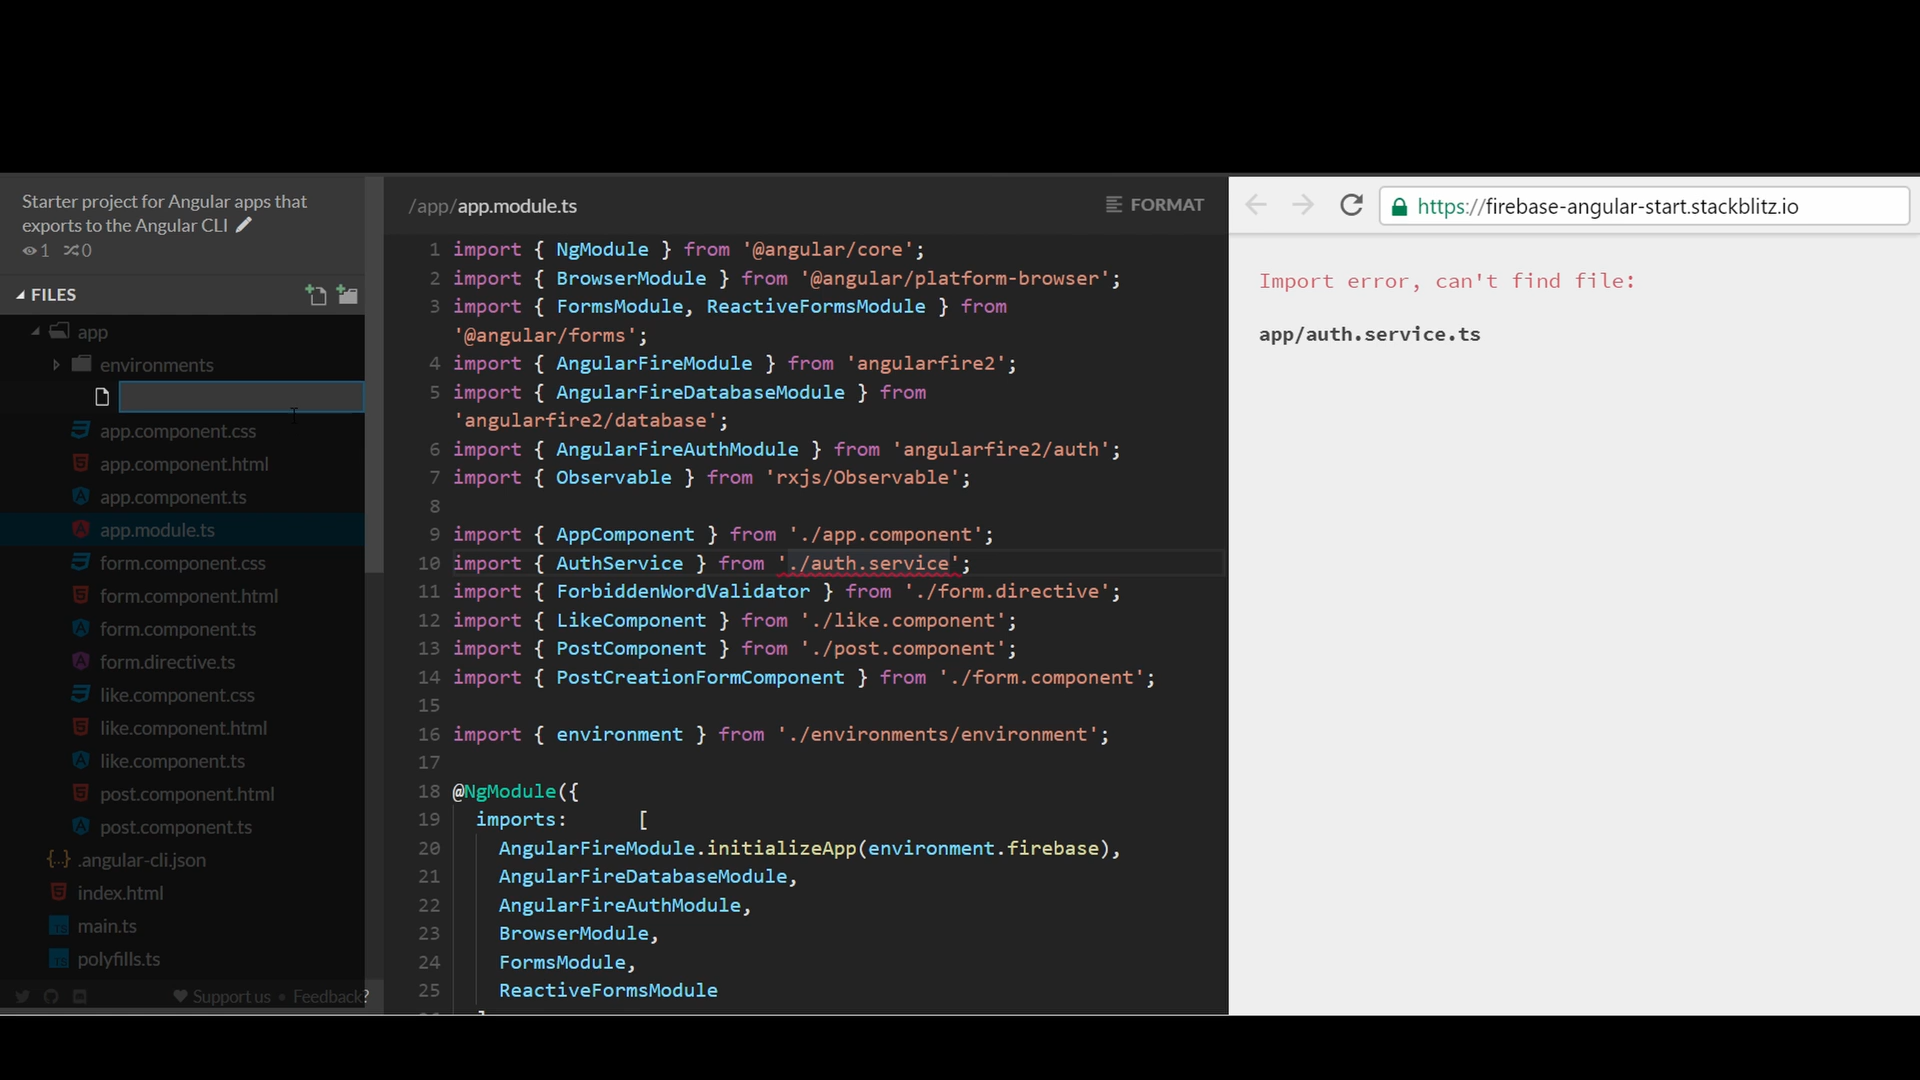 Starter project for Angular apps that
exports to the Angular CLI
1 0
FILES
app
environments
app.component.css
app.component.html
app.component.ts
app.module.ts
form.component.css
form.component.html
form.component.ts
form.directive.ts
like.component.css
like.component.html
like.component.ts
post.component.html
post.component.ts
{..} .angular-cli.json
index.html
TS main.ts
TS polyfills.ts
Support us • Feedback?
/app/app.module.ts
FORMAT
1 import { NgModule } from '@angular/core';
2 import { BrowserModule } from '@angular/platform-browser';
3 import { FormsModule, ReactiveFormsModule } from
'@angular/forms';
4 import { AngularFireModule } from 'angularfire2';
5 import { AngularFireDatabaseModule } from
'angularfire2/database';
6 import { AngularFireAuthModule } from 'angularfire2/auth';
7 import { Observable } from 'rxjs/Observable';
8
9 import { AppComponent } from './app.component';
10 import { AuthService } from './auth.service';
11 import { ForbiddenWordValidator } from './form.directive';
12 import { LikeComponent } from './like.component';
13 import { PostComponent } from './post.component';
14 import { PostCreationFormComponent } from './form.component';
15
16 import { environment } from './environments/environment';
17
18 @NgModule({
19 imports: [
20 AngularFireModule.initializeApp(environment.firebase),
21 AngularFireDatabaseModule,
22 AngularFireAuthModule,
23 BrowserModule,
24 FormsModule,
25 ReactiveFormsModule
https://firebase-angular-start.stackblitz.io
Import error, can't find file:
app/auth.service.ts